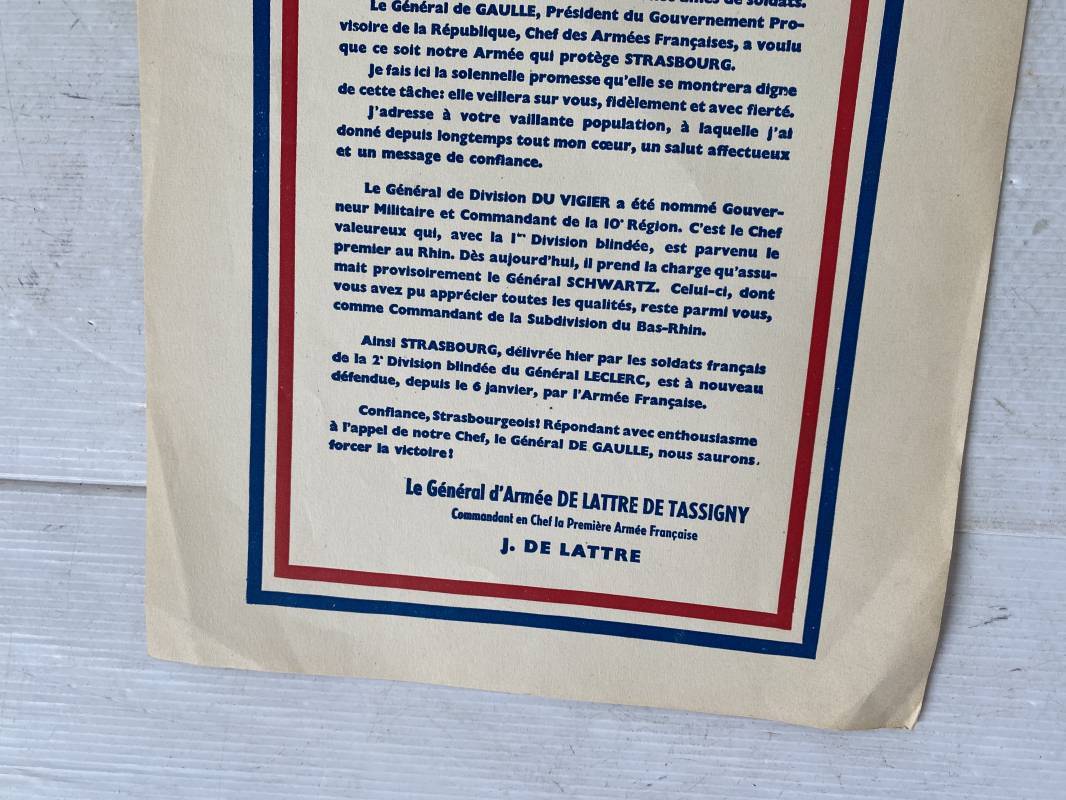 de soldats.
Le Général de GAULLE, Président du Gouvernement Pro-
visoire de la République, Chef des Armées Françaises, a voulu
que ce soit notre Armée qui protège STRASBOURG.
Je fais ici la solennelle promesse qu'elle se montrera digne
de cette tâche: elle veillera sur vous, fidèlement et avec fierté.
J'adresse à votre vaillante population, à laquelle j'ai
donné depuis longtemps tout mon cœur, un salut affectueux
et un message de confiance.
Le Général de Division DU VIGIER a été nommé Gouver-
neur Militaire et Commandant de la 10e Région. C'est le Chef
valeureux qui, avec la 1re Division blindée, est parvenu le
premier au Rhin. Dès aujourd'hui, il prend la charge qu'assu-
mait provisoirement le Général SCHWARTZ. Celui-ci, dont
vous avez pu apprécier toutes les qualités, reste parmi vous,
comme Commandant de la Subdivision du Bas-Rhin.
Ainsi STRASBOURG, délivrée hier par les soldats français
de la 2e Division blindée du Général LECLERC, est à nouveau
défendue, depuis le 6 janvier, par l'Armée Française.
Confiance, Strasbourgeois! Répondant avec enthousiasme
à l'appel de notre Chef, le Général DE GAULLE, nous saurons.
forcer la victoire!
Le Général d'Armée DE LATTRE DE TASSIGNY
Commandant en Chef la Première Armée Française
J. DE LATTRE